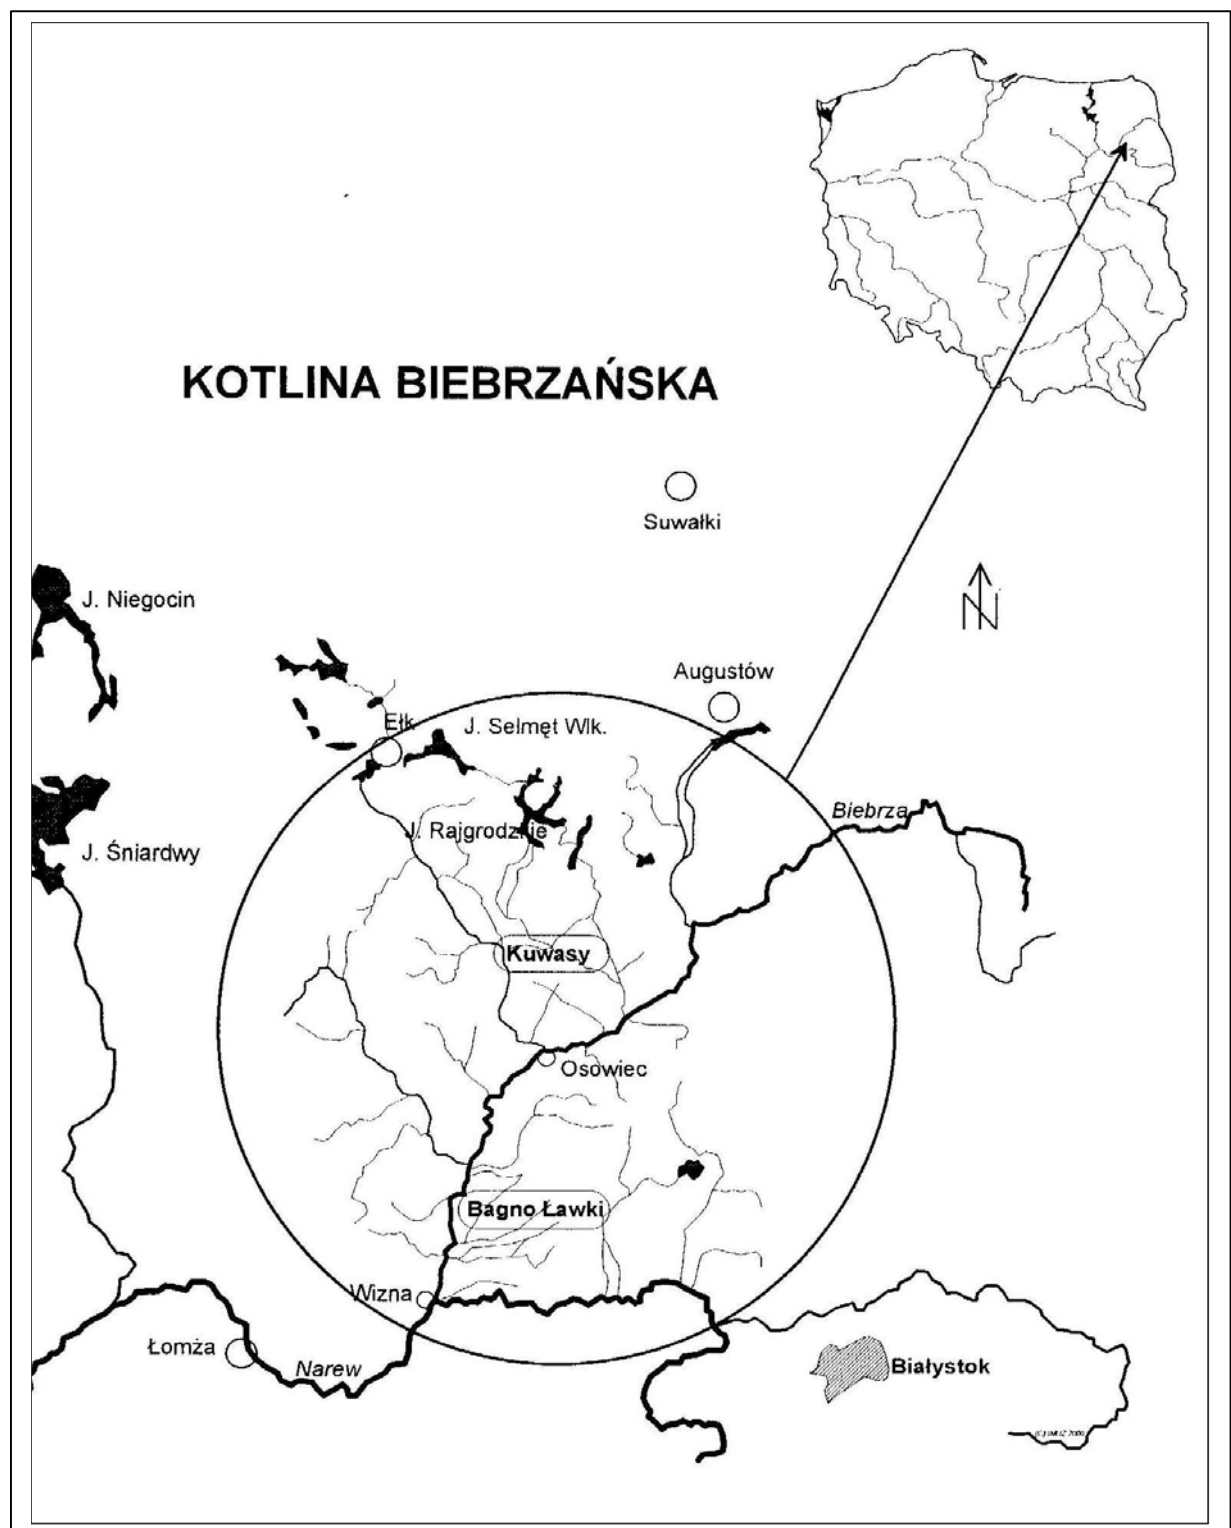 KOTLINA BIEBRZAŃSKA
Suwałki
J. Niegocin
N
Augustów
Ełk
J. Selmęt Wlk.
Biebrza
J. Rajgrodzkie
J. Śniardwy
Kuwasy
Osowiec
Bagno Ławki
Wizna
Łomża
Narew
Białystok